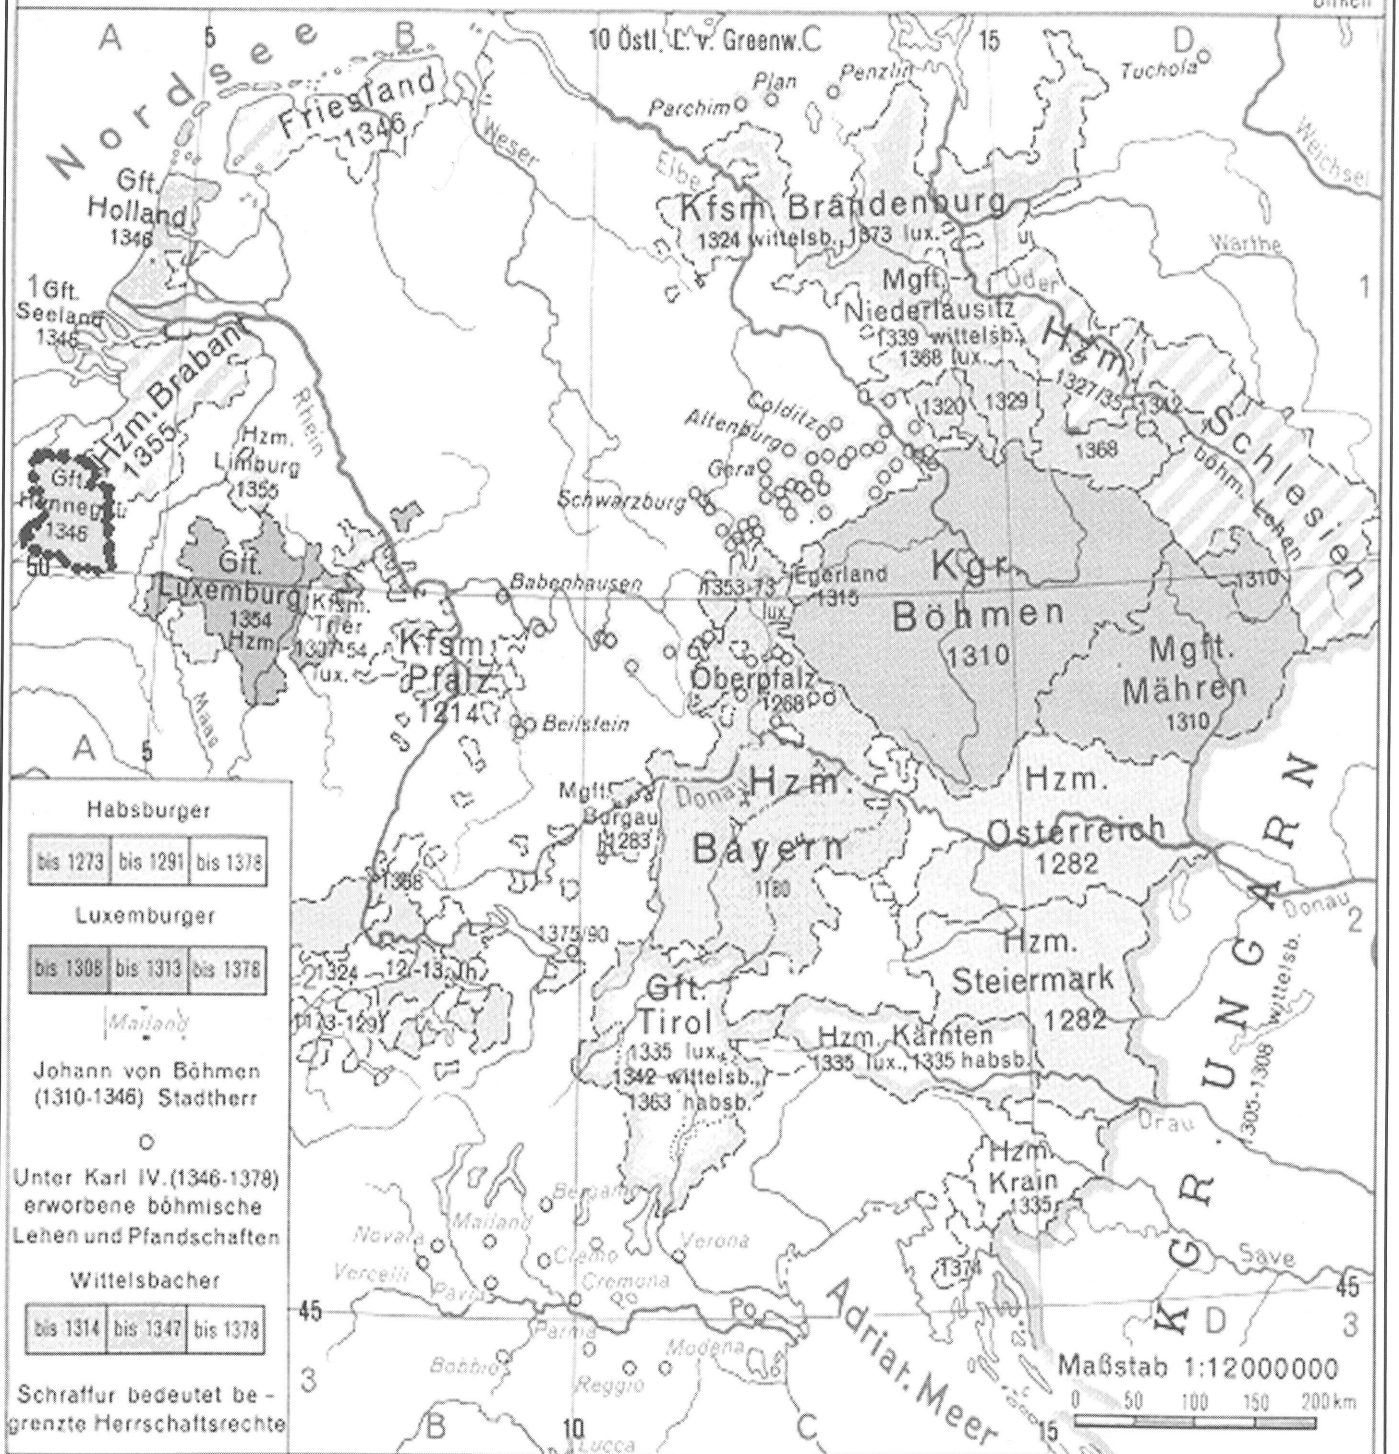 A 5 B 10 Östl. L. v. Greenw. C 15 D
Nordsee
Tuchola
Plan
Penzlin
Parchim
Friesland
1346
Weser
Elbe
Weichsel
Gft.
Holland
1346
Kfsm. Brandenburg
1324 wittelsb., 1373 lux.
Warthe
1 Gft.
Seeland
1346
1
Mgft.
Niederlausitz
1339 wittelsb.,
1368 lux.
Oder
Hzm. Schlesien
1327/35
1342
böhm. Lehen
Hzm. Brabant
1355
Rhein
1320
1329
1368
Colditz
Altenburg
Gera
Schwarzburg
Hzm.
Limburg
1355
Gft.
Hennegau
1346
50
Gft.
Luxemburg
1354
Hzm.
Kfsm.
Trier
1307-54
lux.
Maas
Kfsm.
Pfalz
1214
Babenhausen
Beilstein
1353-73
lux.
Egerland
1315
Kgr.
Böhmen
1310
1310
Mgft.
Mähren
1310
Oberpfalz
1268
A 5
Mgft.
Burgau
1283
Donau
Hzm.
Bayern
1180
Hzm.
Österreich
1282
Donau
2
1368
1375/90
2
1324
12.-13. Jh.
1173-1291
Hzm.
Steiermark
1282
Gft.
Tirol
1335 lux.,
1342 wittelsb.,
1363 habsb.
Hzm. Kärnten
1335 lux., 1335 habsb.
KGR. UNGARN
1305-1308 wittelsb.
Drau
Hzm.
Krain
1335
1374
Save
45
Bergamo
Mailand
Novara
Vercelli
Pavia
Cremo
Cremona
Verona
Po
Parma
Bobbio
Reggio
Modena
Lucca
Adriat. Meer
45
3
B 10 C 15
D 3
Maßstab 1:12000000
0 50 100 150 200 km
Habsburger
bis 1273 bis 1291 bis 1378
Luxemburger
bis 1308 bis 1313 bis 1378
Mailand
Johann von Böhmen
(1310-1346) Stadtherr
Unter Karl IV. (1346-1378)
erworbene böhmische
Lehen und Pfandschaften
Wittelsbacher
bis 1314 bis 1347 bis 1378
Schraffur bedeutet be-
grenzte Herrschaftsrechte